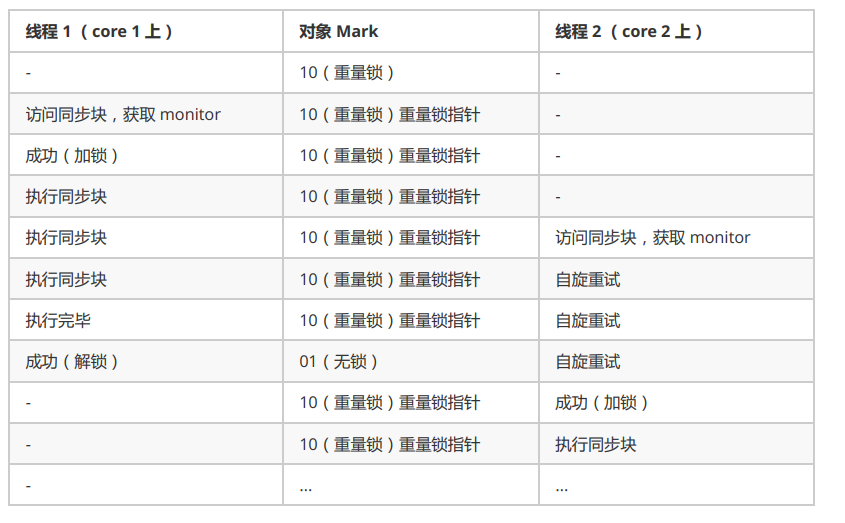 线程 1 （ core 1 上） 对象 Mark 线程 2 （ core 2 上）
- 10（重量锁） -
访问同步块，获取 monitor 10（重量锁）重量锁指针 -
成功（加锁） 10（重量锁）重量锁指针 -
执行同步块 10（重量锁）重量锁指针 -
执行同步块 10（重量锁）重量锁指针 访问同步块，获取 monitor
执行同步块 10（重量锁）重量锁指针 自旋重试
执行完毕 10（重量锁）重量锁指针 自旋重试
成功（解锁） 01（无锁） 自旋重试
- 10（重量锁）重量锁指针 成功（加锁）
- 10（重量锁）重量锁指针 执行同步块
- ... ...